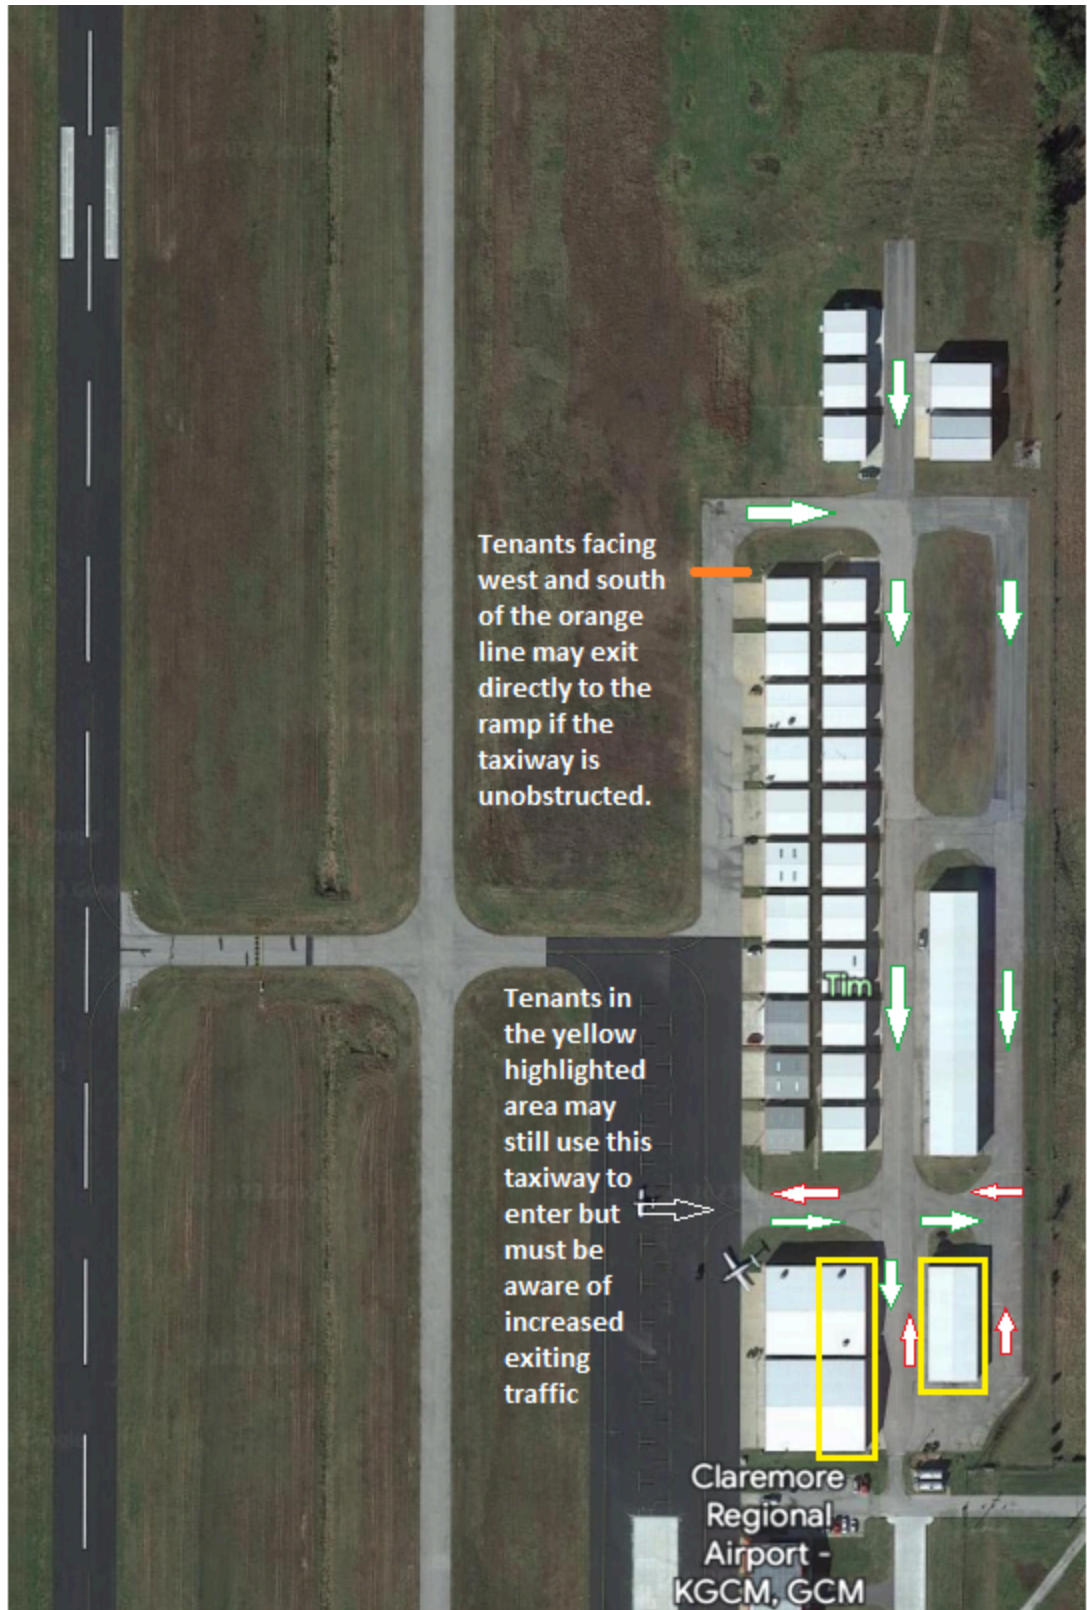 Tenants facing
west and south
of the orange
line may exit
directly to the
ramp if the
taxiway is
unobstructed.
Tim
Tenants in
the yellow
highlighted
area may
still use this
taxiway to
enter but
must be
aware of
increased
exiting
traffic
Claremore
Regional
Airport -
KGCM, GCM